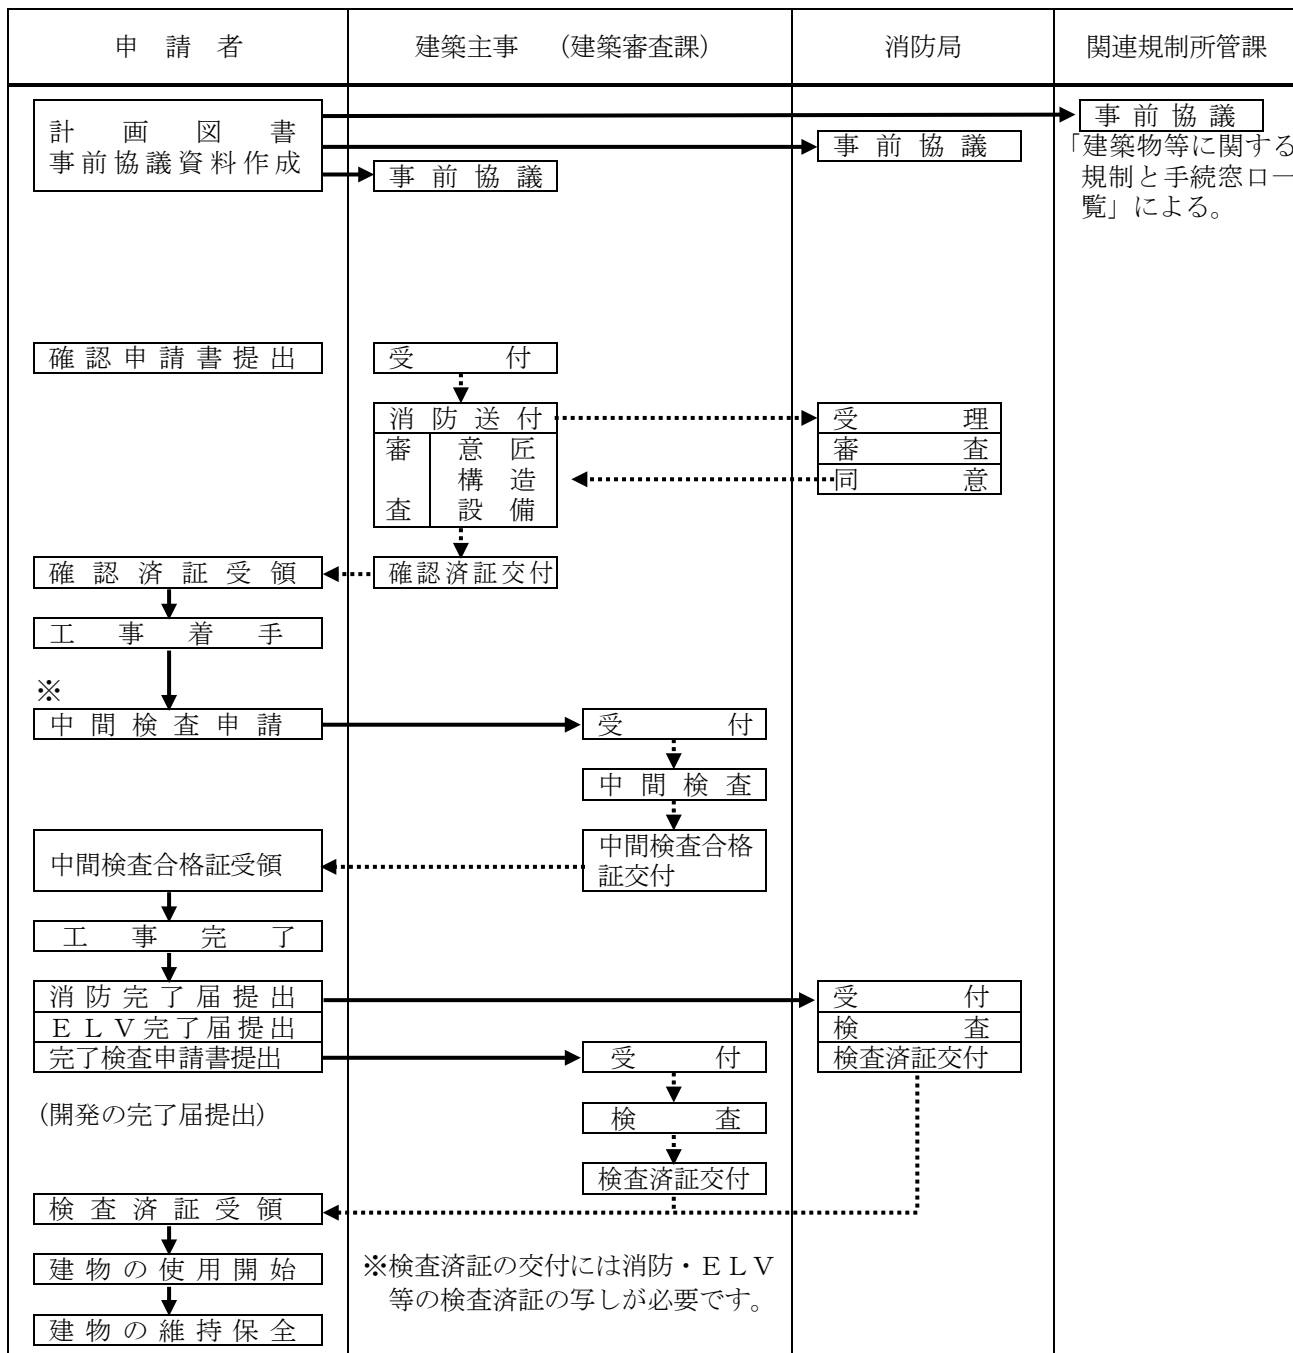 申請者
建築主事 （建築審査課）
消防局
関連規制所管課
計画図書
事前協議資料作成
事前協議
事前協議
事前協議
「建築物等に関する
規制と手続窓口一
覧」による。
確認申請書提出
受付
消防送付
受理
審査
意匠
構造
設備
審査
同意
確認済証受領
確認済証交付
工事着手
※
中間検査申請
受付
中間検査
中間検査合格証受領
中間検査合格
証交付
工事完了
消防完了届提出
受付
ＥＬＶ完了届提出
検査
完了検査申請書提出
受付
検査済証交付
（開発の完了届提出）
検査
検査済証交付
検査済証受領
建物の使用開始
※検査済証の交付には消防・ＥＬＶ
等の検査済証の写しが必要です。
建物の維持保全